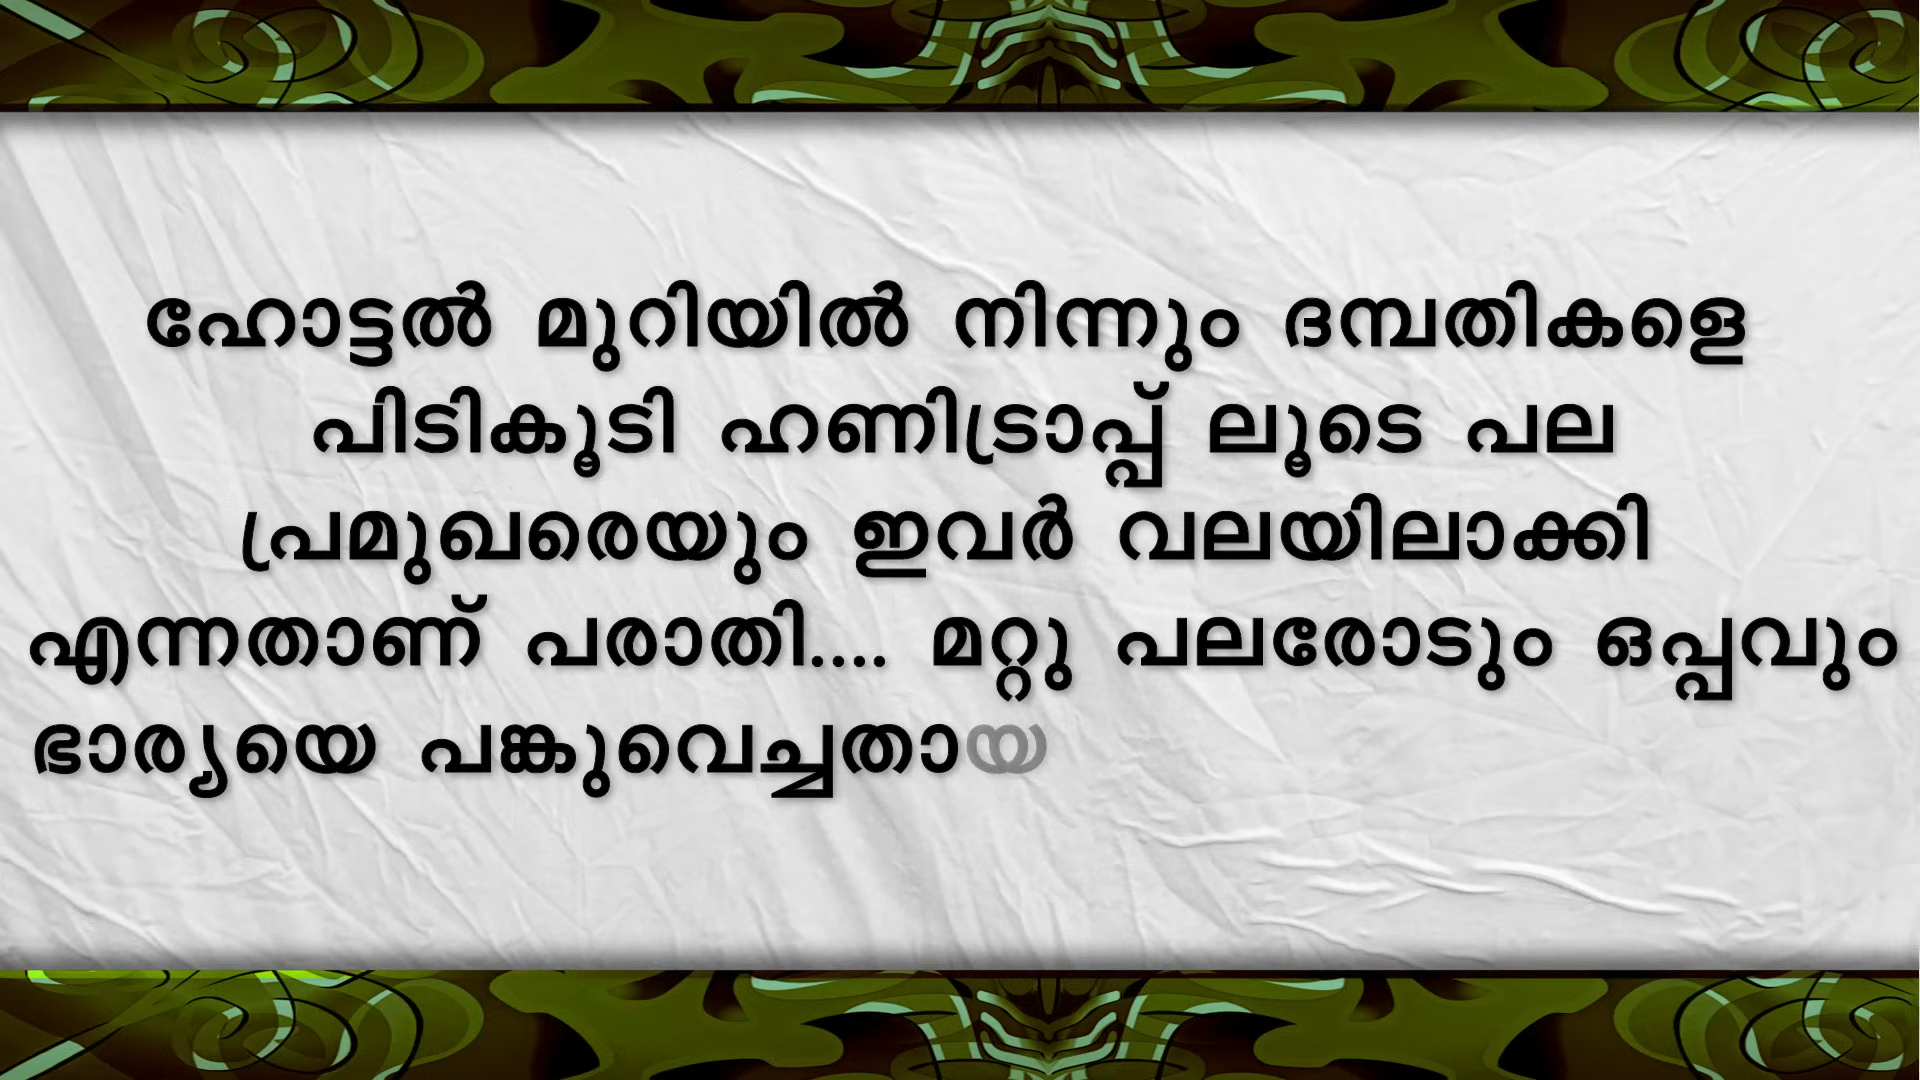 ഹോട്ടൽ മുറിയിൽ നിന്നും ദമ്പതികളെ
പിടികൂടി ഹണിട്രാപ്പ് ലൂടെ പല
പ്രമുഖരെയും ഇവർ വലയിലാക്കി
എന്നതാണ് പരാതി.... മറ്റു പലരോടും ഒപ്പവും
ഭാര്യയെ പങ്കുവെച്ചതായ